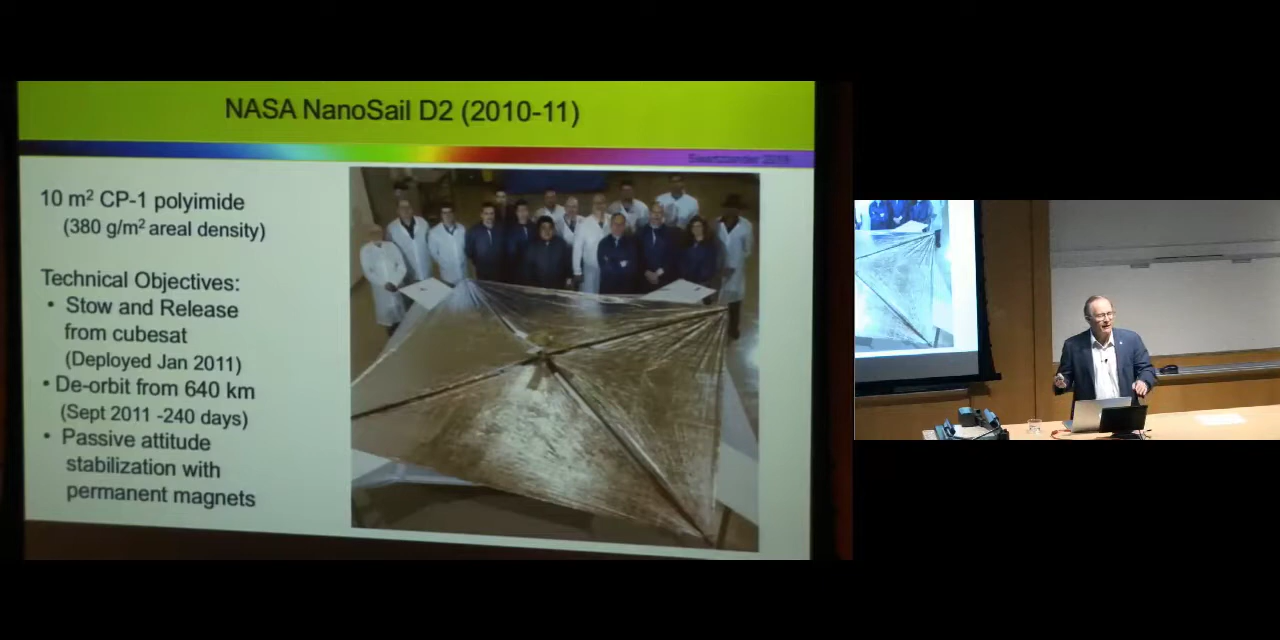 NASA NanoSail D2 (2010-11)
Swartzlander 2019
10 m² CP-1 polyimide
(380 g/m² areal density)
Technical Objectives:
• Stow and Release
from cubesat
(Deployed Jan 2011)
• De-orbit from 640 km
(Sept 2011 -240 days)
• Passive attitude
stabilization with
permanent magnets